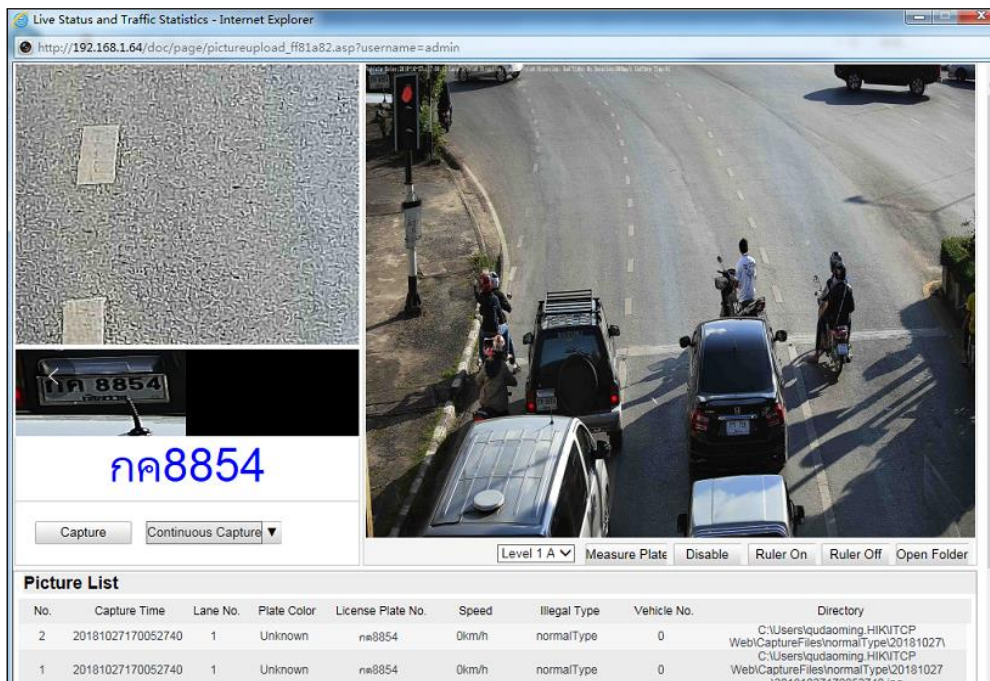 Live Status and Traffic Statistics - Internet Explorer
http://192.168.1.64/doc/page/pictureupload_ff81a82.asp?username=admin
กค 8854
กค8854
Capture
Continuous Capture ▼
Level 1 A
Measure Plate
Disable
Ruler On
Ruler Off
Open Folder
Picture List
No. Capture Time Lane No. Plate Color License Plate No. Speed Illegal Type Vehicle No. Directory
2 20181027170052740 1 Unknown กค8854 0km/h normalType 0 C:\Users\qudaoming.HIK\ITCP
Web\CaptureFiles\normalType\20181027\
1 20181027170052740 1 Unknown กค8854 0km/h normalType 0 C:\Users\qudaoming.HIK\ITCP
Web\CaptureFiles\normalType\20181027